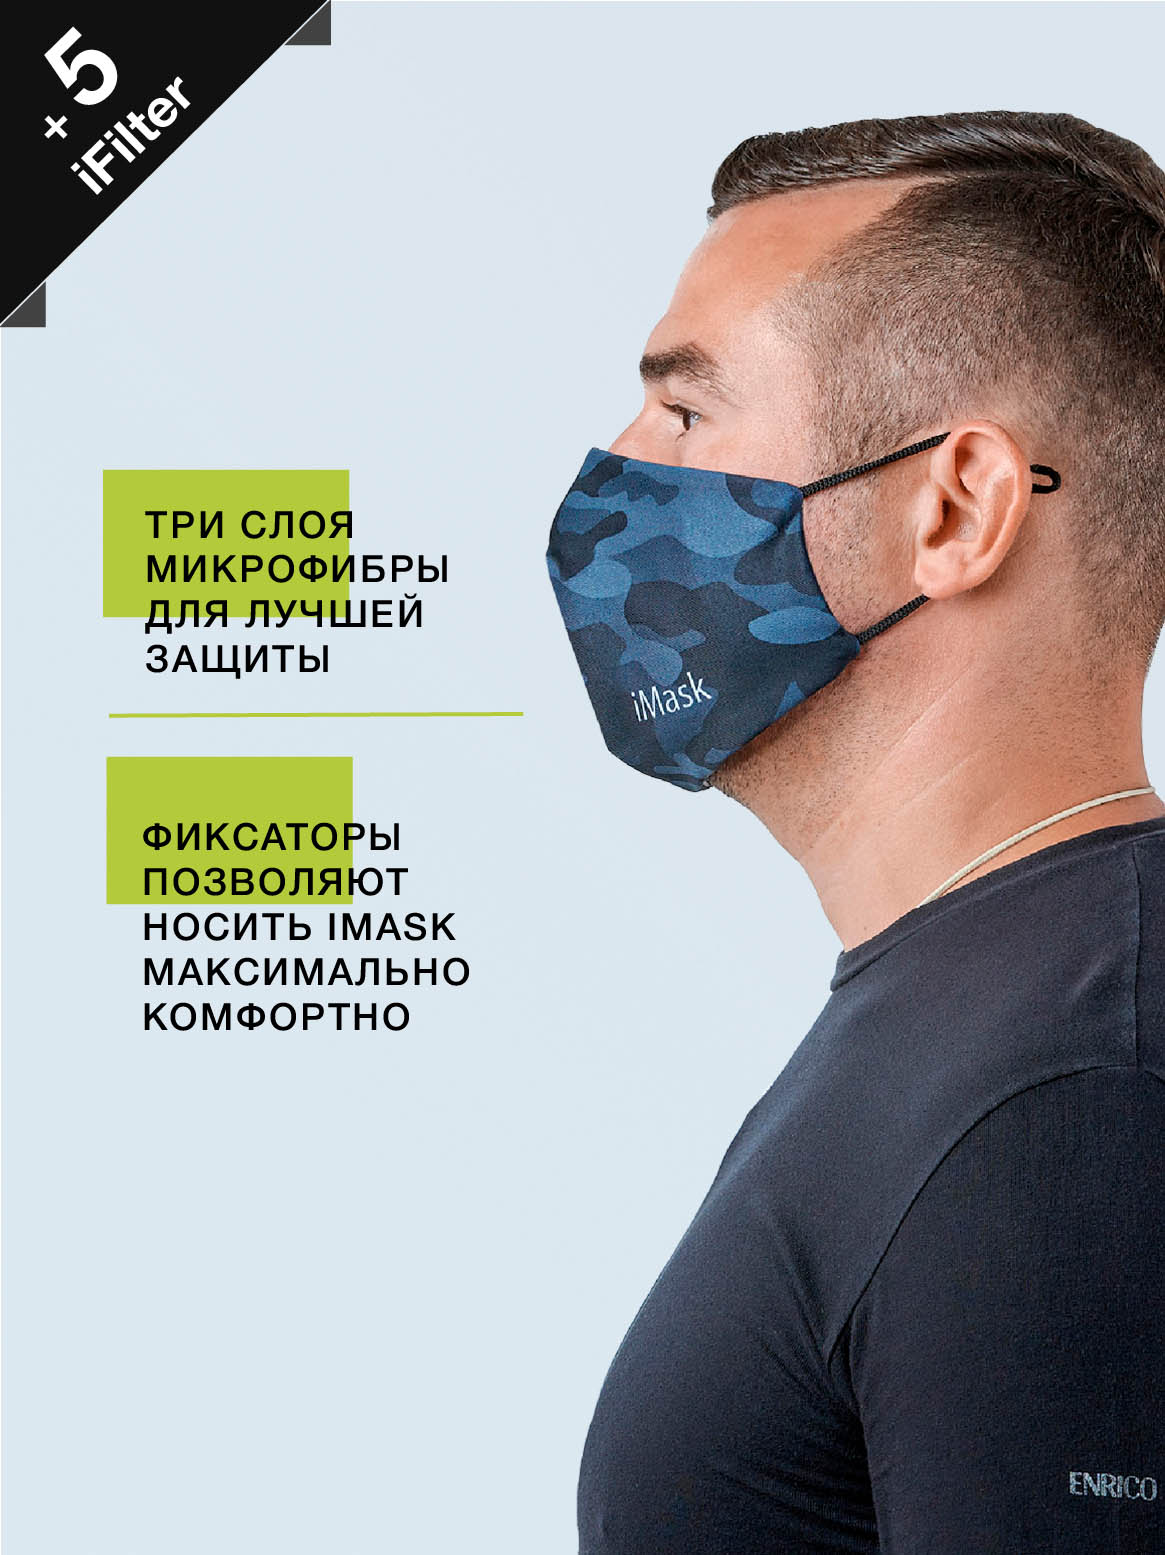 + 5
iFilter
ТРИ СЛОЯ
МИКРОФИБРЫ
ДЛЯ ЛУЧШЕЙ
ЗАЩИТЫ
ФИКСАТОРЫ
ПОЗВОЛЯЮТ
НОСИТЬ IMASK
МАКСИМАЛЬНО
КОМФОРТНО
iMask
ENRICO